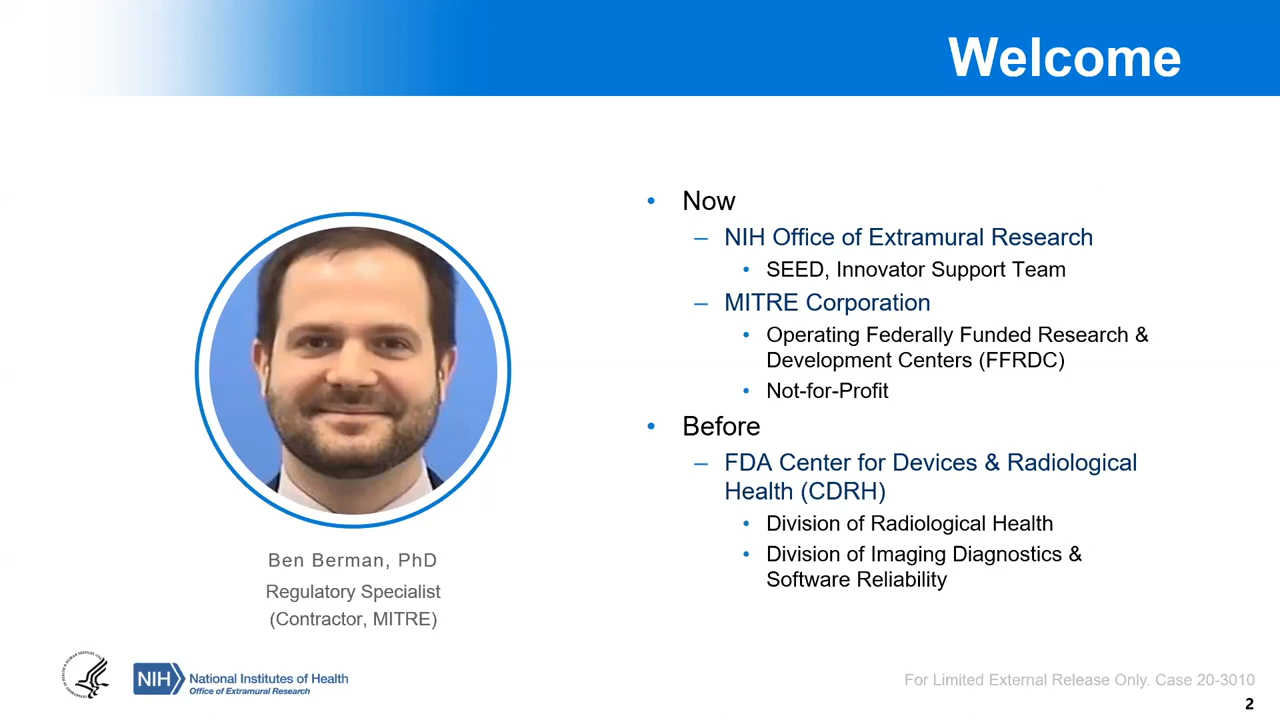 Welcome
• Now
– NIH Office of Extramural Research
• SEED, Innovator Support Team
– MITRE Corporation
• Operating Federally Funded Research &
Development Centers (FFRDC)
• Not-for-Profit
• Before
– FDA Center for Devices & Radiological
Health (CDRH)
• Division of Radiological Health
• Division of Imaging Diagnostics &
Software Reliability
Ben Berman, PhD
Regulatory Specialist
(Contractor, MITRE)
NIH National Institutes of Health
Office of Extramural Research
For Limited External Release Only. Case 20-3010
2